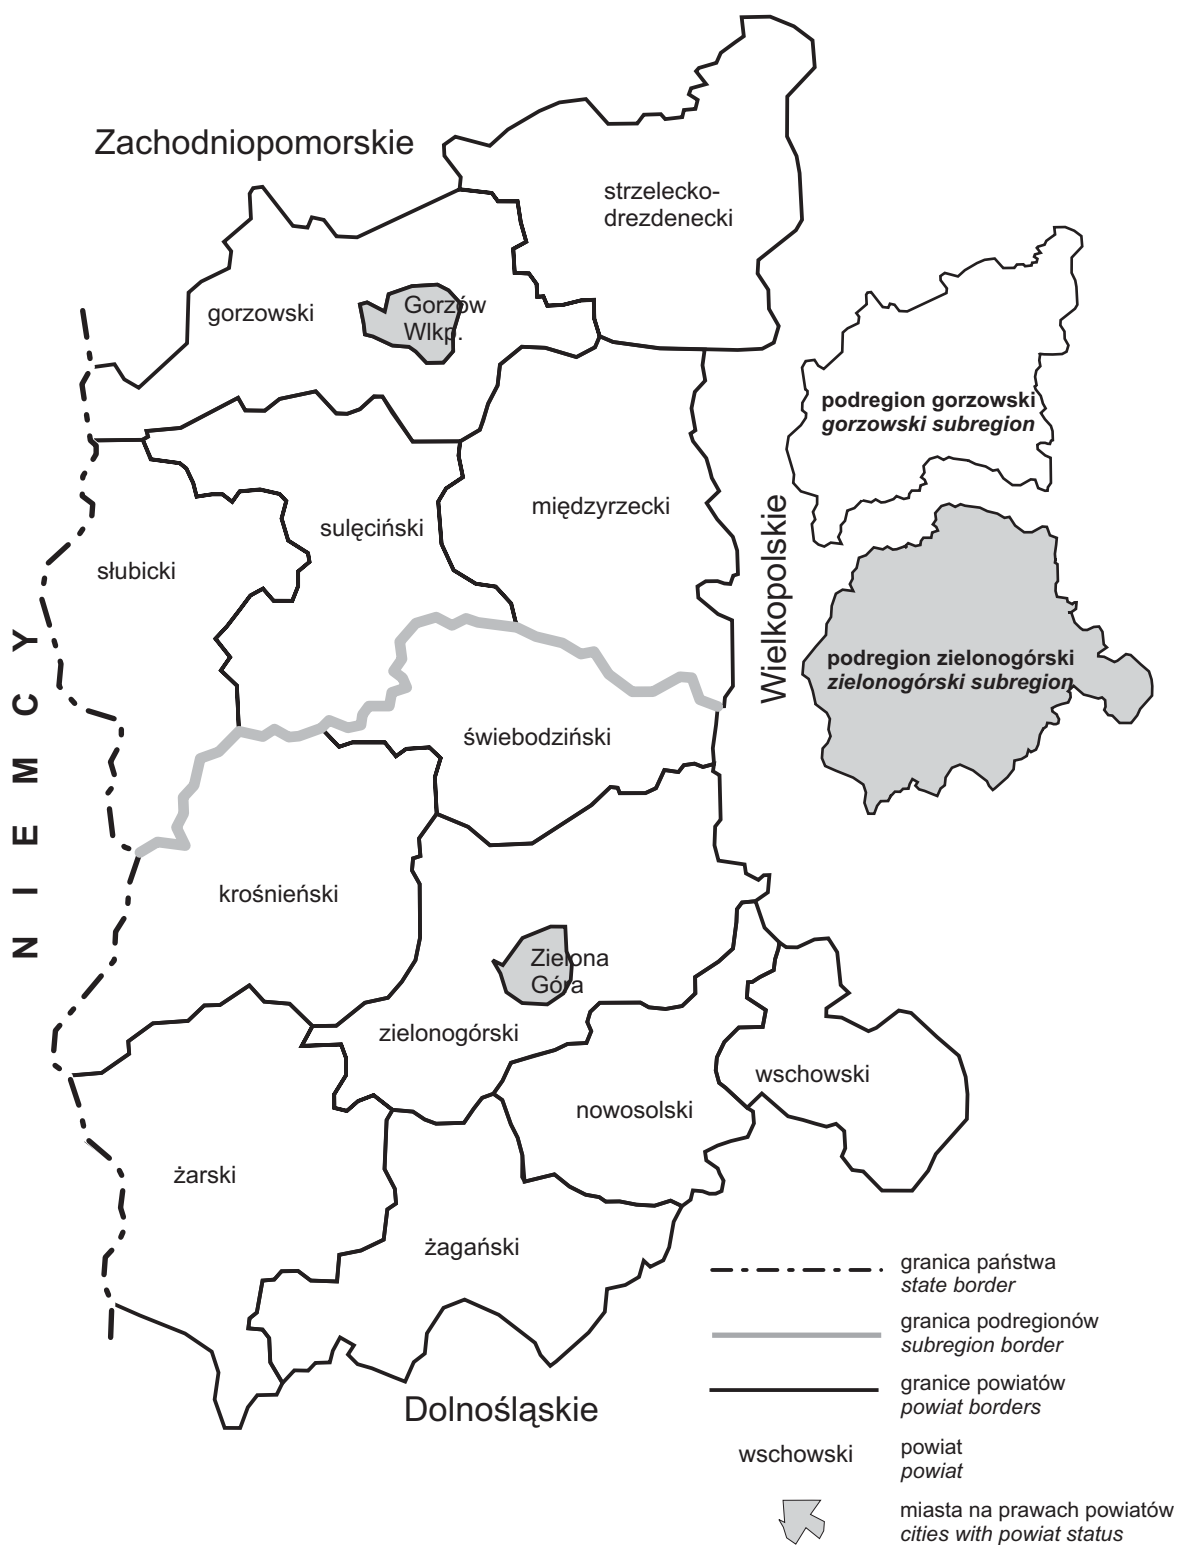 Zachodniopomorskie
strzelecko-
drezdenecki
gorzowski
Gorzów
Wlkp.
podregion gorzowski
gorzowski subregion
międzyrzecki
sulęciński
słubicki
Wielkopolskie
NIEMCY
podregion zielonogórski
zielonogórski subregion
świebodziński
krośnieński
Zielona
Góra
zielonogórski
wschowski
nowosolski
żarski
żagański
Dolnośląskie
granica państwa
state border
granica podregionów
subregion border
granice powiatów
powiat borders
wschowski
powiat
powiat
miasta na prawach powiatów
cities with powiat status